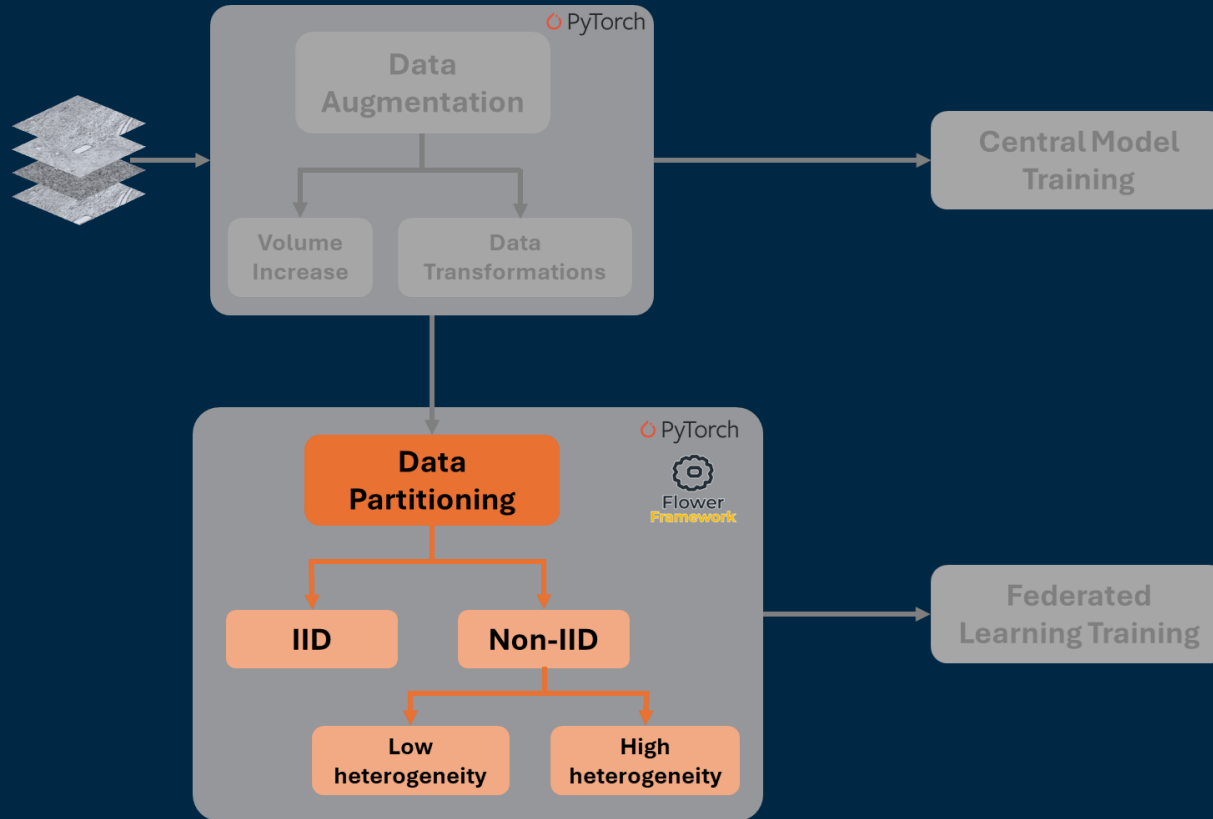 PyTorch
Data
Augmentation
Volume
Increase
Data
Transformations
Central Model
Training
PyTorch
Flower
Framework
Data
Partitioning
IID
Non-IID
Low
heterogeneity
High
heterogeneity
Federated
Learning Training